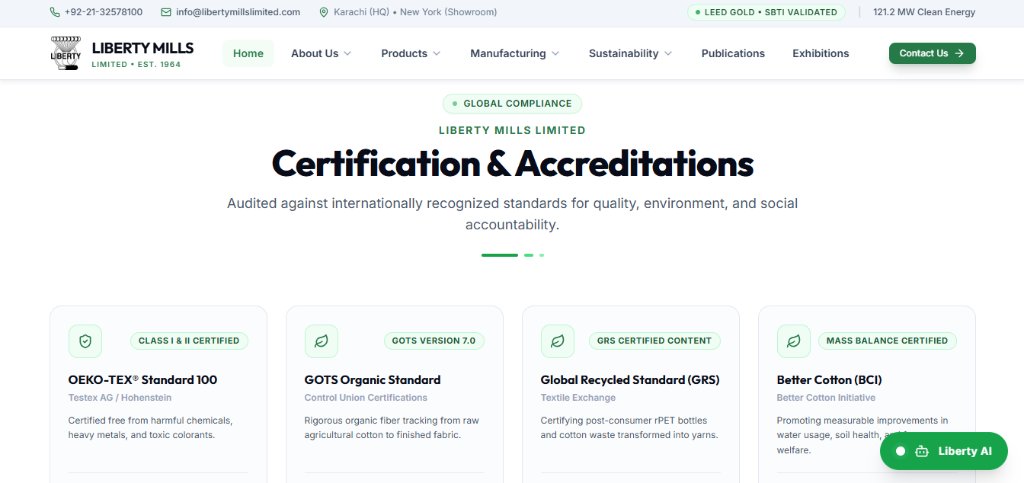 +92-21-32578100 info@libertymillslimited.com Karachi (HQ) • New York (Showroom) LEED GOLD • SBTI VALIDATED 121.2 MW Clean Energy
LIBERTY
LIBERTY MILLS
LIMITED • EST. 1964
Home About Us Products Manufacturing Sustainability Publications Exhibitions Contact Us
GLOBAL COMPLIANCE
LIBERTY MILLS LIMITED
Certification & Accreditations
Audited against internationally recognized standards for quality, environment, and social
accountability.
CLASS I & II CERTIFIED
OEKO-TEX® Standard 100
Testex AG / Hohenstein
Certified free from harmful chemicals,
heavy metals, and toxic colorants.
GOTS VERSION 7.0
GOTS Organic Standard
Control Union Certifications
Rigorous organic fiber tracking from raw
agricultural cotton to finished fabric.
GRS CERTIFIED CONTENT
Global Recycled Standard (GRS)
Textile Exchange
Certifying post-consumer rPET bottles
and cotton waste transformed into yarns.
MASS BALANCE CERTIFIED
Better Cotton (BCI)
Better Cotton Initiative
Promoting measurable improvements in
water usage, soil health,
welfare.
Liberty AI